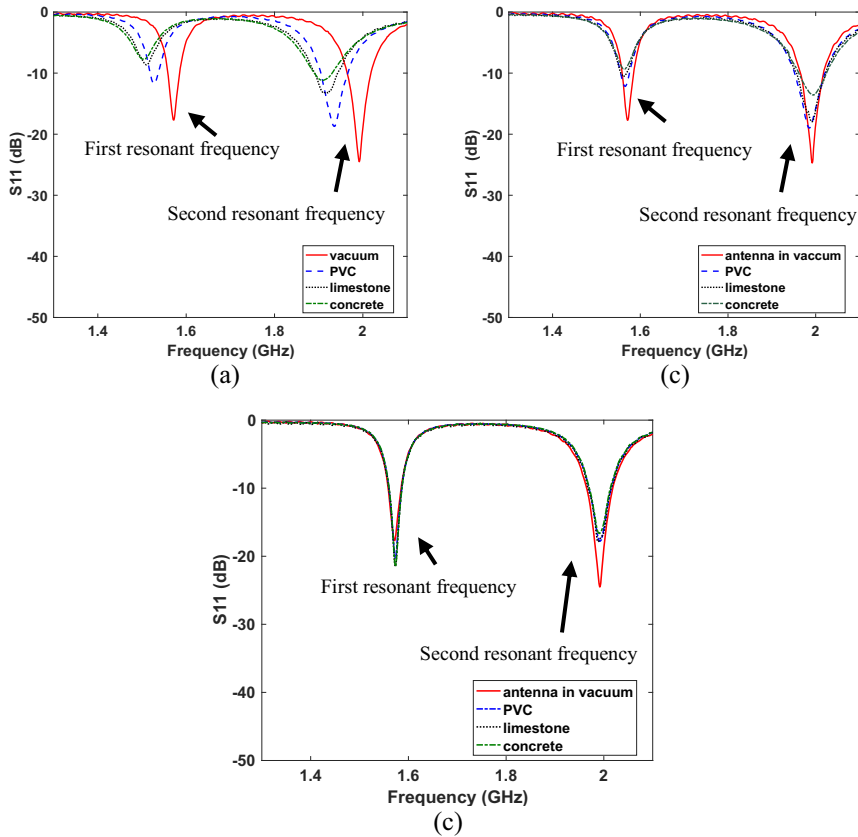 0
-10
-20
-30
-40
-50
S11 (dB)
First resonant frequency
Second resonant frequency
vacuum
PVC
limestone
concrete
1.4 1.6 1.8 2
Frequency (GHz)
(a)
0
-10
-20
-30
-40
-50
S11 (dB)
First resonant frequency
Second resonant frequency
antenna in vaccum
PVC
limestone
concrete
1.4 1.6 1.8 2
Frequency (GHz)
(c)
0
-10
-20
-30
-40
-50
S11 (dB)
First resonant frequency
Second resonant frequency
antenna in vacuum
PVC
limestone
concrete
1.4 1.6 1.8 2
Frequency (GHz)
(c)